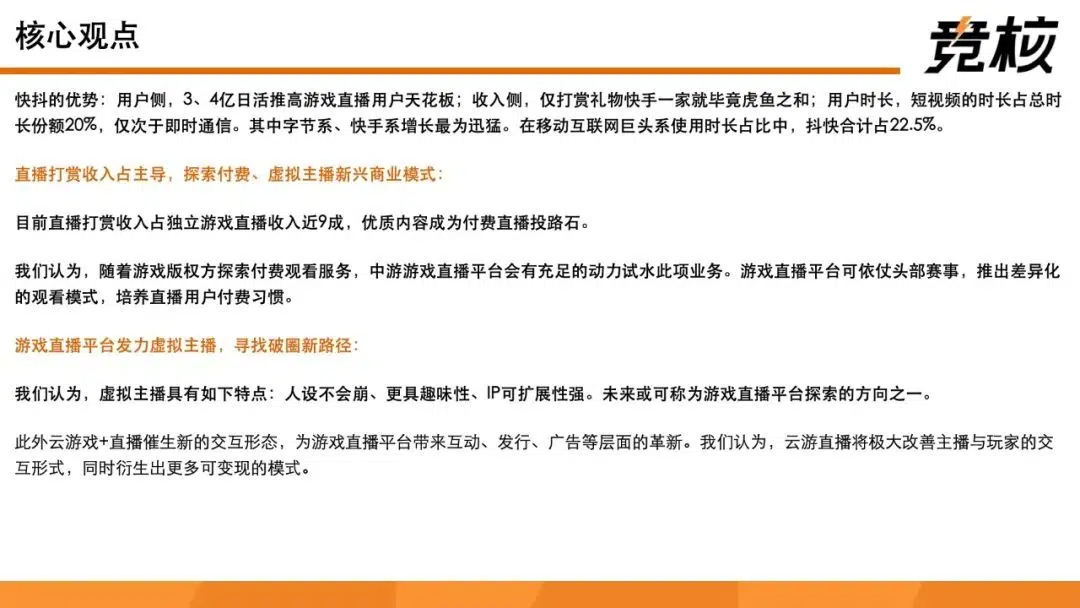 核心观点
竞核
快抖的优势：用户侧，3、4亿日活推高游戏直播用户天花板；收入侧，仅打赏礼物快手一家就毕竟虎鱼之和；用户时长，短视频的时长占总时
长份额20%，仅次于即时通信。其中字节系、快手系增长最为迅猛。在移动互联网巨头系使用时长占比中，抖快合计占22.5%。
直播打赏收入占主导，探索付费、虚拟主播新兴商业模式：
目前直播打赏收入占独立游戏直播收入近9成，优质内容成为付费直播投路石。
我们认为，随着游戏版权方探索付费观看服务，中游游戏直播平台会有充足的动力试水此项业务。游戏直播平台可依仗头部赛事，推出差异化
的观看模式，培养直播用户付费习惯。
游戏直播平台发力虚拟主播，寻找破圈新路径：
我们认为，虚拟主播具有如下特点：人设不会崩、更具趣味性、IP可扩展性强。未来或可称为游戏直播平台探索的方向之一。
此外云游戏+直播催生新的交互形态，为游戏直播平台带来互动、发行、广告等层面的革新。我们认为，云游直播将极大改善主播与玩家的交
互形式，同时衍生出更多可变现的模式。